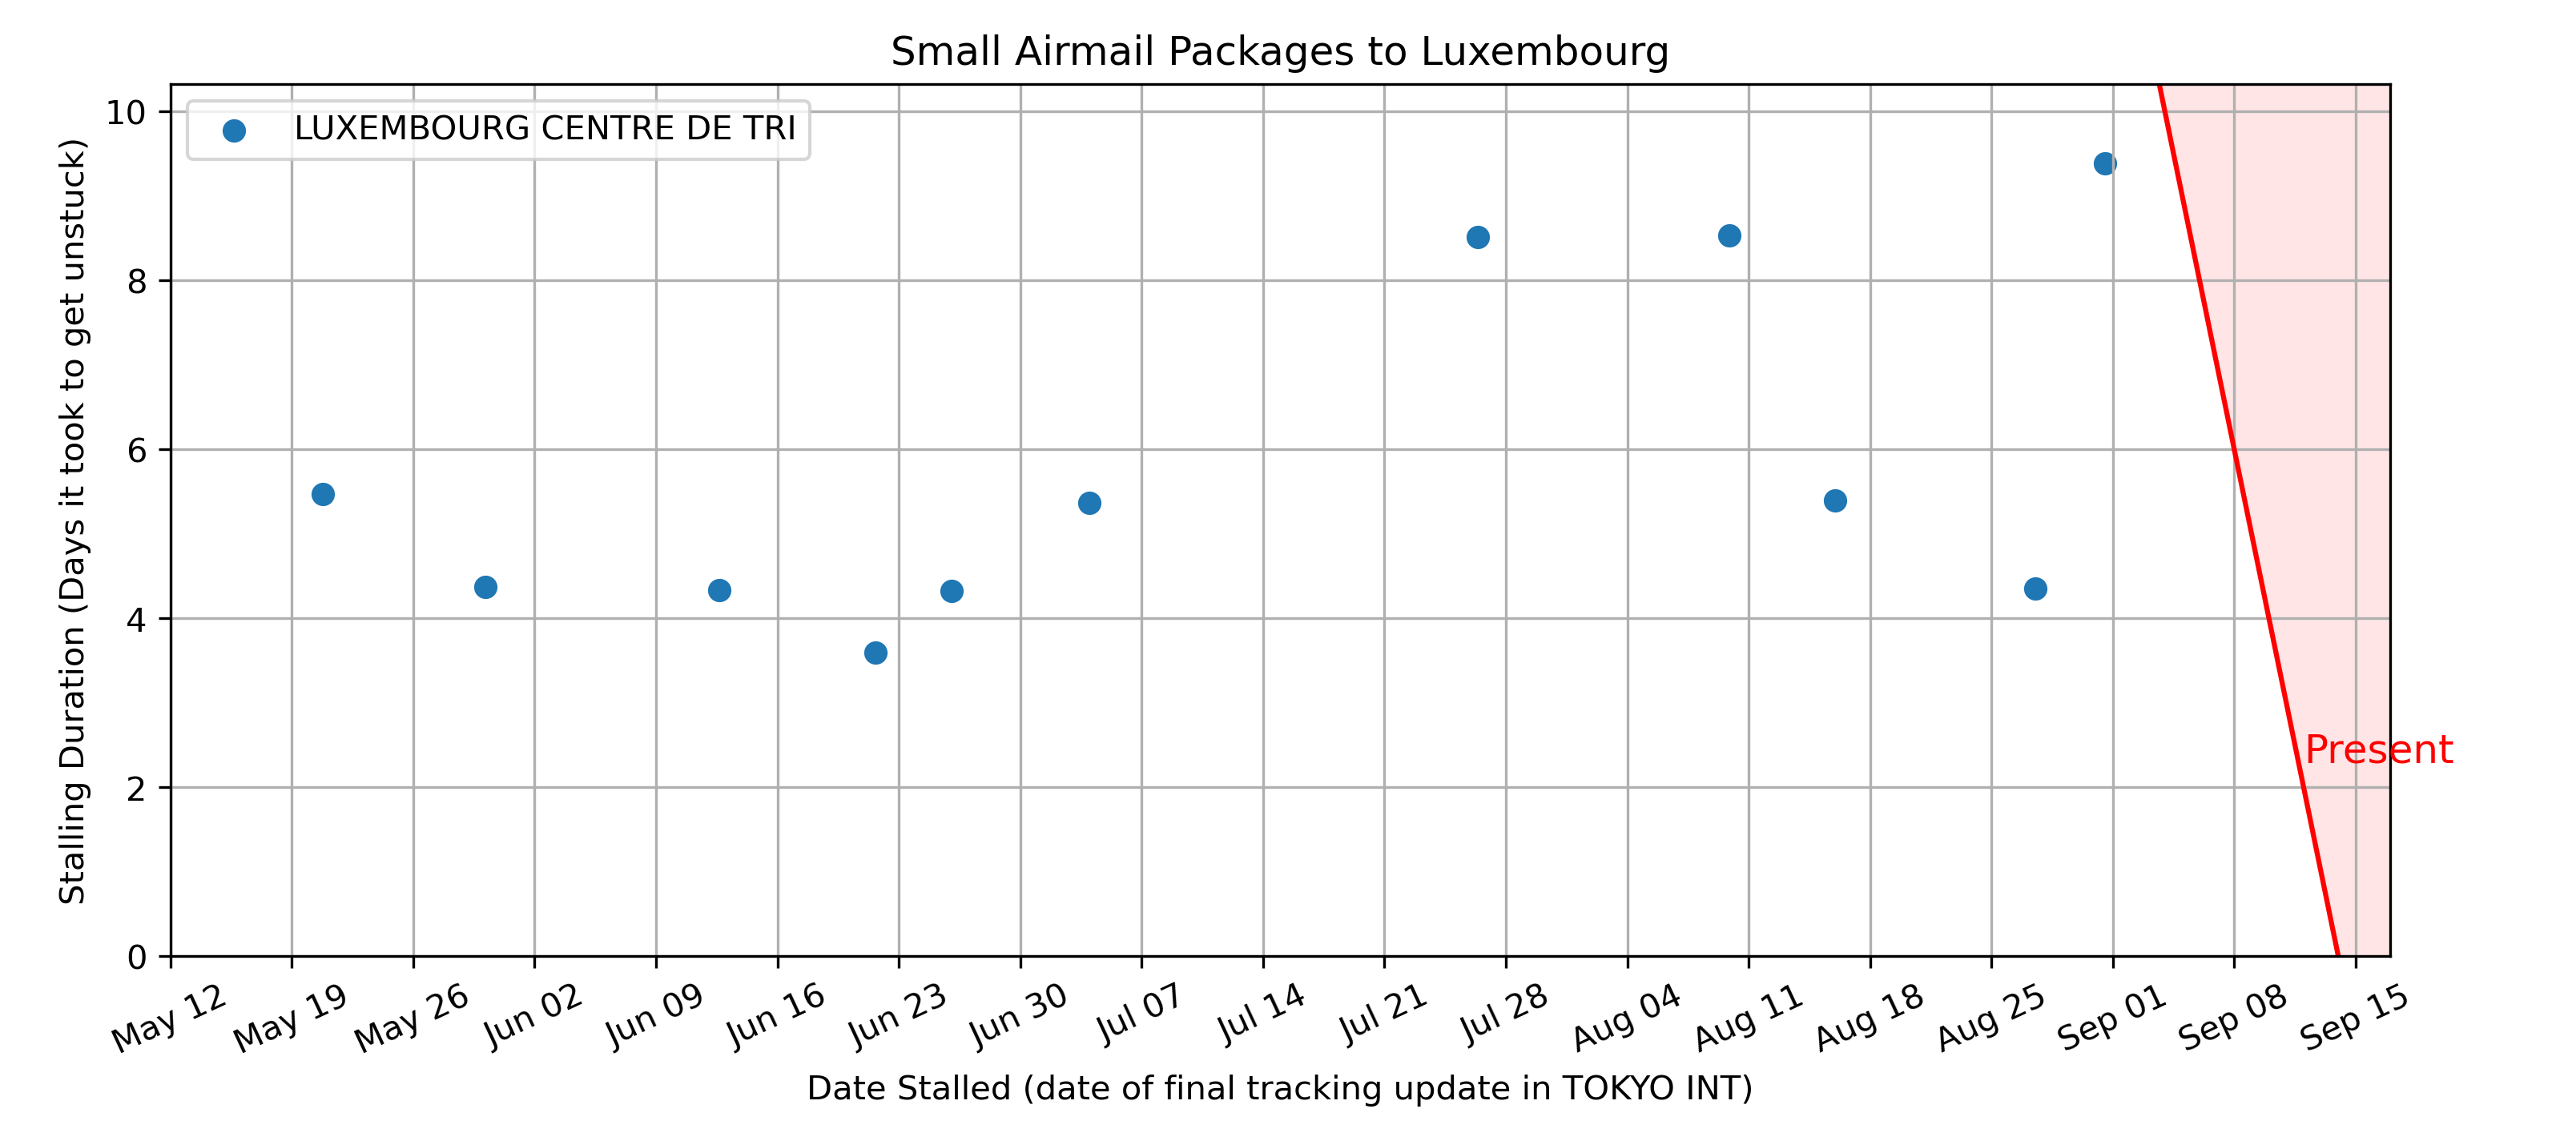 Small Airmail Packages to Luxembourg
LUXEMBOURG CENTRE DE TRI
Stalling Duration (Days it took to get unstuck)
10
8
6
4
2
0
Present
May 12
May 19
May 26
Jun 02
Jun 09
Jun 16
Jun 23
Jun 30
Jul 07
Jul 14
Jul 21
Jul 28
Aug 04
Aug 11
Aug 18
Aug 25
Sep 01
Sep 08
Sep 15
Date Stalled (date of final tracking update in TOKYO INT)